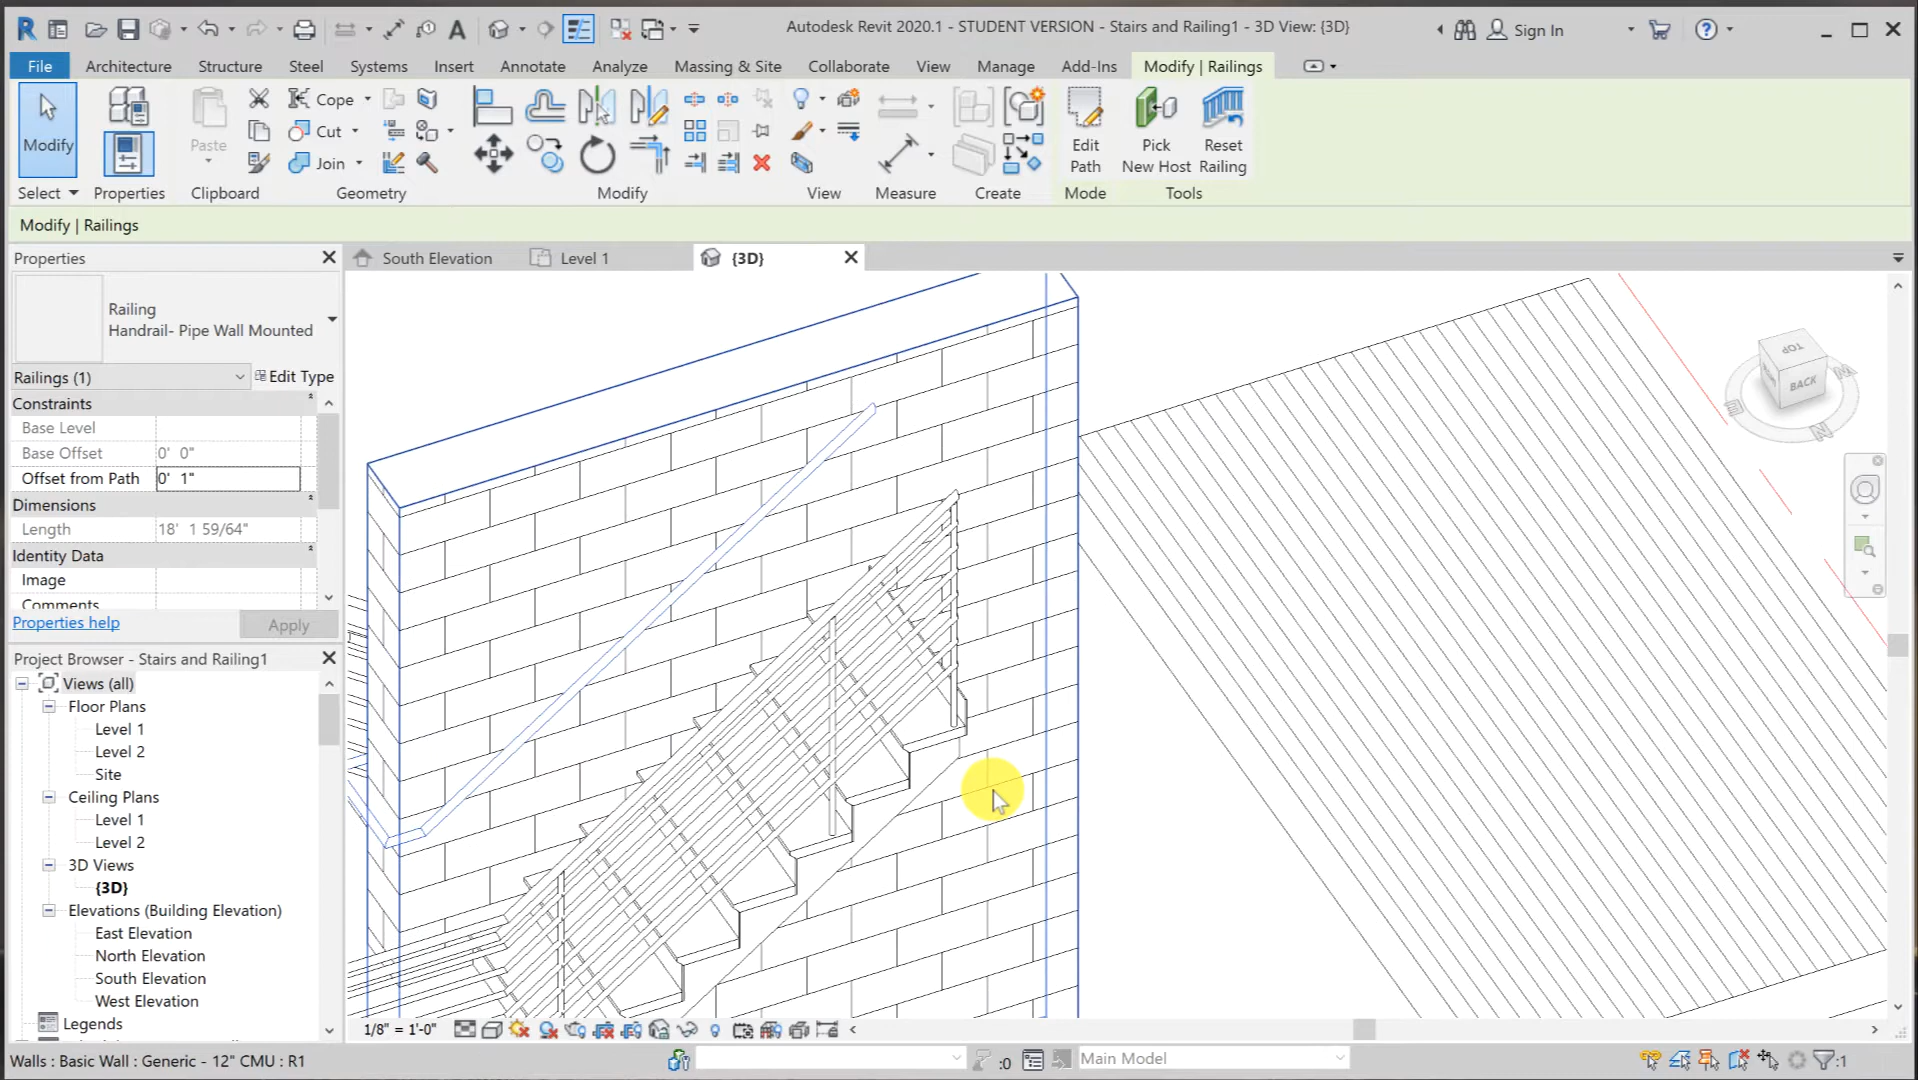 Autodesk Revit 2020.1 - STUDENT VERSION - Stairs and Railing1 - 3D View: {3D}
Sign In
File Architecture Structure Steel Systems Insert Annotate Analyze Massing & Site Collaborate View Manage Add-Ins Modify | Railings
Modify
Paste
Cope
Cut
Join
Edit Path
Pick New Host
Reset Railing
Select Properties Clipboard Geometry Modify View Measure Create Mode Tools
Modify | Railings
Properties
South Elevation
Level 1
{3D}
Railing
Handrail- Pipe Wall Mounted
Railings (1)
Edit Type
Constraints
Base Level
Base Offset 0' 0"
Offset from Path 0' 1"
Dimensions
Length 18' 1 59/64"
Identity Data
Image
Comments
Properties help
Apply
Project Browser - Stairs and Railing1
Views (all)
Floor Plans
Level 1
Level 2
Site
Ceiling Plans
Level 1
Level 2
3D Views
{3D}
Elevations (Building Elevation)
East Elevation
North Elevation
South Elevation
West Elevation
Legends
TOP
BACK
N
1/8" = 1'-0"
Walls : Basic Wall : Generic - 12" CMU : R1
:0
Main Model
:1